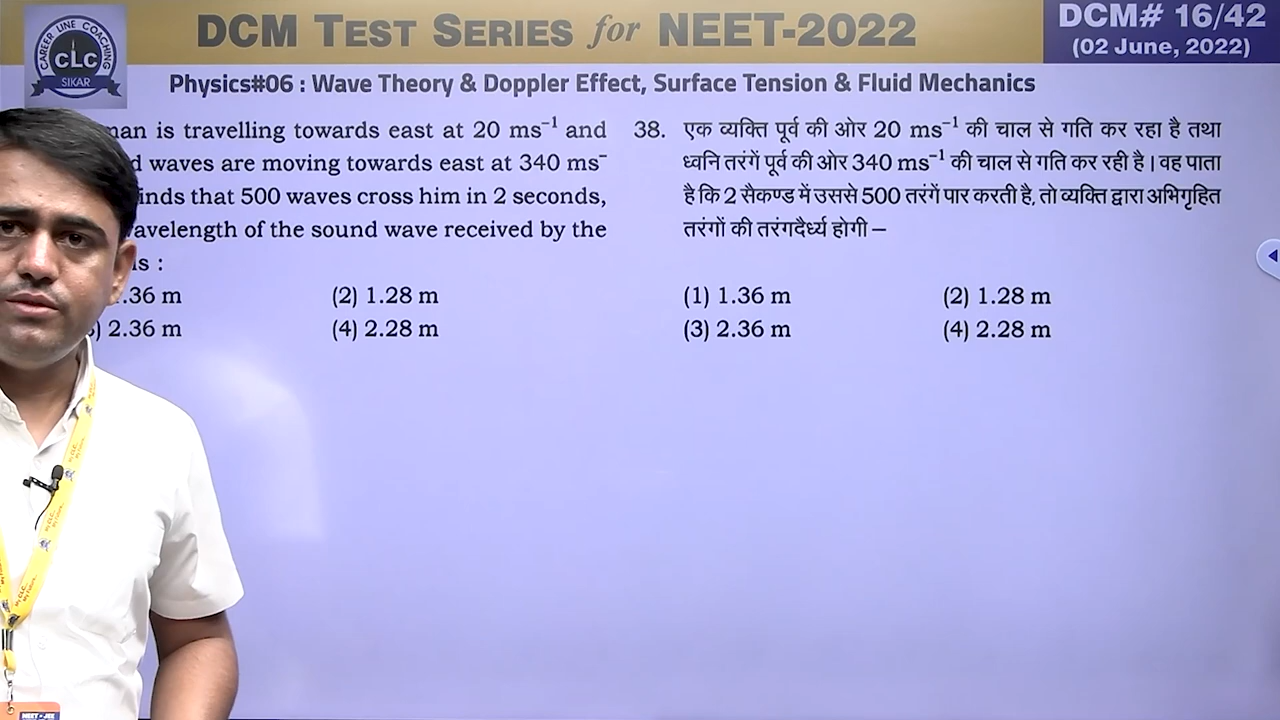 DCM TEST SERIES for NEET-2022
DCM# 16/42
(02 June, 2022)
CAREER LINE COACHING
CLC
SIKAR
Physics#06 : Wave Theory & Doppler Effect, Surface Tension & Fluid Mechanics
man is travelling towards east at 20 ms⁻¹ and
waves are moving towards east at 340 ms⁻
finds that 500 waves cross him in 2 seconds,
wavelength of the sound wave received by the
is :
.36 m (2) 1.28 m
) 2.36 m (4) 2.28 m
38. एक व्यक्ति पूर्व की ओर 20 ms⁻¹ की चाल से गति कर रहा है तथा
ध्वनि तरंगें पूर्व की ओर 340 ms⁻¹ की चाल से गति कर रही है। वह पाता
है कि 2 सैकण्ड में उससे 500 तरंगें पार करती है, तो व्यक्ति द्वारा अभिगृहित
तरंगों की तरंगदैर्ध्य होगी –
(1) 1.36 m (2) 1.28 m
(3) 2.36 m (4) 2.28 m